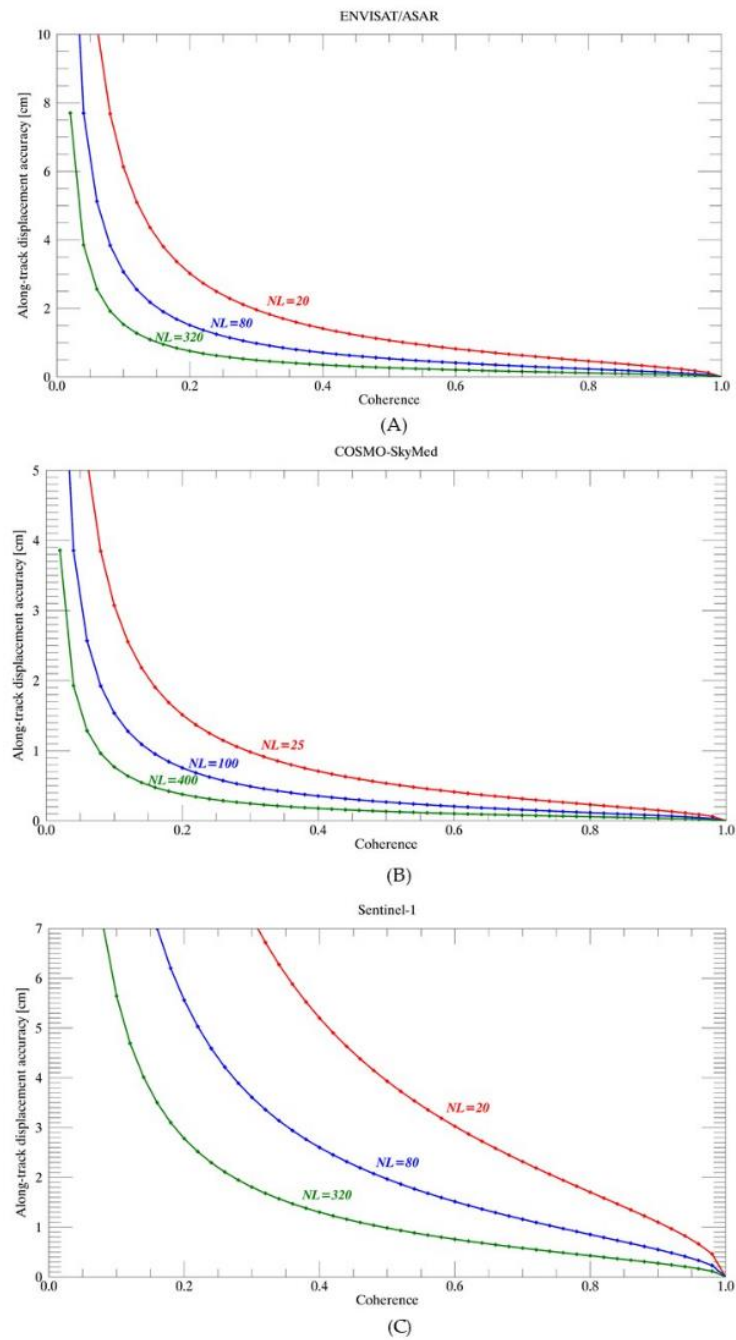 ENVISAT/ASAR
10
8
6
4
2
0
Along-track displacement accuracy [cm]
NL=20
NL=80
NL=320
0.0 0.2 0.4 0.6 0.8 1.0
Coherence
(A)
COSMO-SkyMed
5
4
3
2
1
0
Along-track displacement accuracy [cm]
NL=25
NL=100
NL=400
0.0 0.2 0.4 0.6 0.8 1.0
Coherence
(B)
Sentinel-1
7
6
5
4
3
2
1
0
Along-track displacement accuracy [cm]
NL=20
NL=80
NL=320
0.0 0.2 0.4 0.6 0.8 1.0
Coherence
(C)